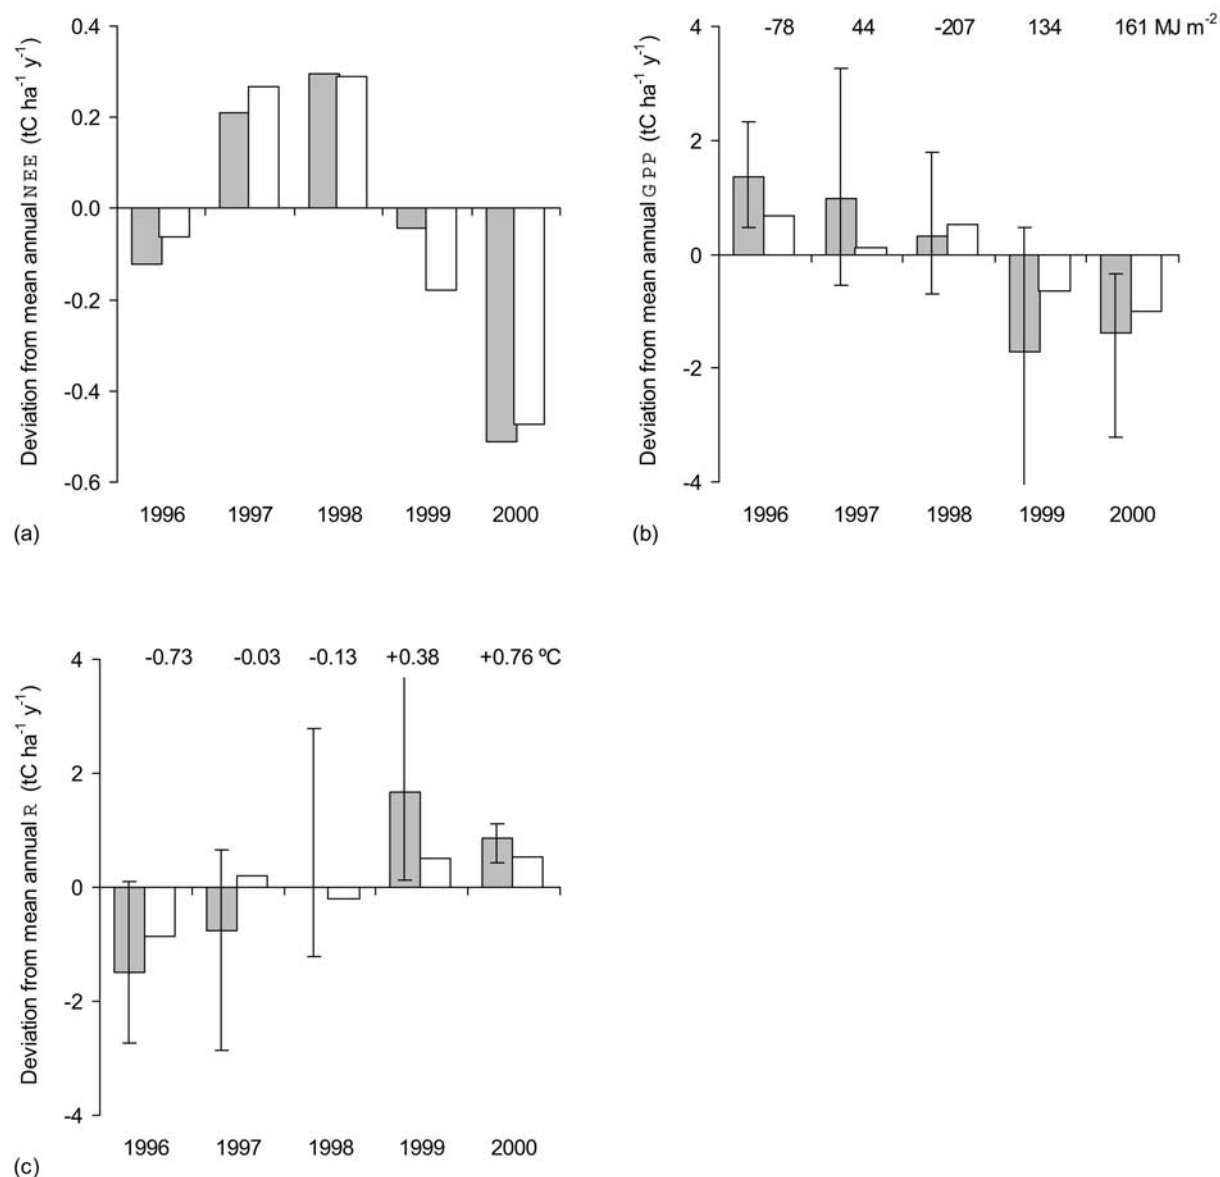 0.4
0.2
0.0
-0.2
-0.4
-0.6
Deviation from mean annual NEE (tC ha⁻¹ y⁻¹)
1996 1997 1998 1999 2000
(a)
-78 44 -207 134 161 MJ m⁻²
4
2
0
-2
-4
Deviation from mean annual GPP (tC ha⁻¹ y⁻¹)
1996 1997 1998 1999 2000
(b)
-0.73 -0.03 -0.13 +0.38 +0.76 ºC
4
2
0
-2
-4
Deviation from mean annual R (tC ha⁻¹ y⁻¹)
1996 1997 1998 1999 2000
(c)